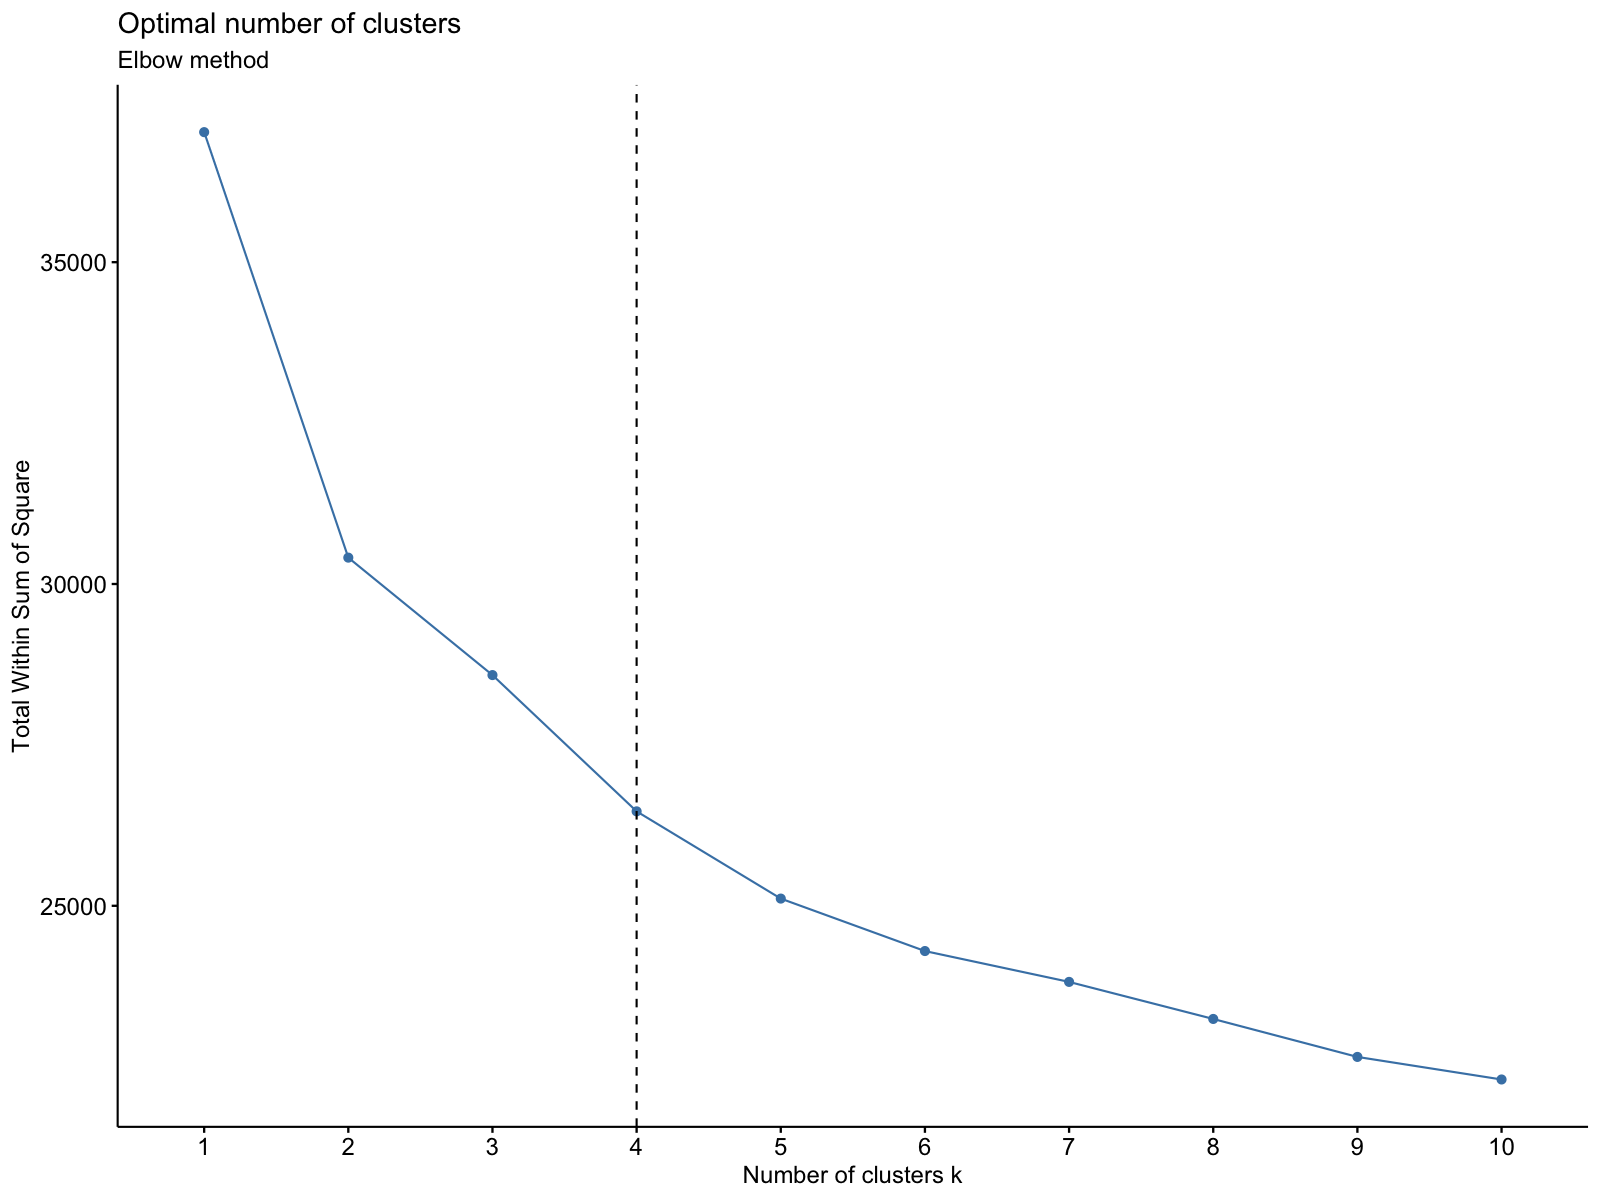 Optimal number of clusters
Elbow method
Total Within Sum of Square
35000
30000
25000
1 2 3 4 5 6 7 8 9 10
Number of clusters k